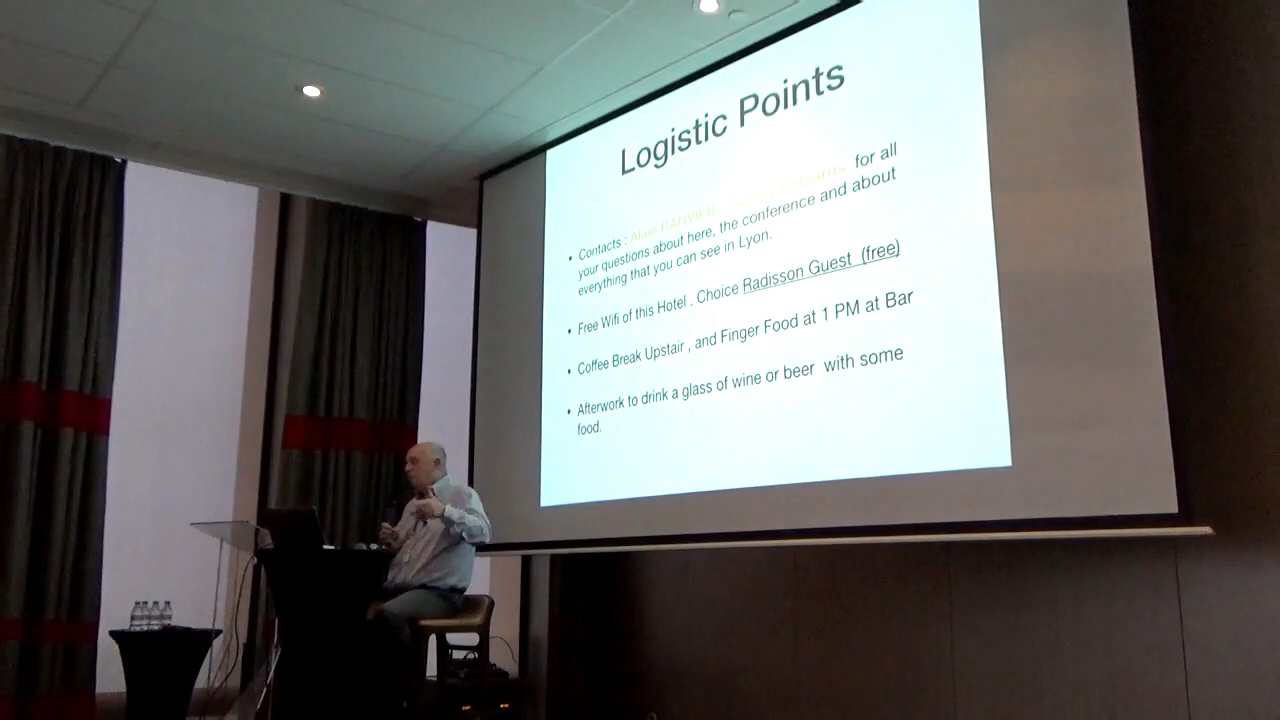 Logistic Points
• Contacts : Alain RANVIER, for all
your questions about here, the conference and about
everything that you can see in Lyon.
• Free Wifi of this Hotel . Choice Radisson Guest (free)
• Coffee Break Upstair , and Finger Food at 1 PM at Bar
• Afterwork to drink a glass of wine or beer with some
food.